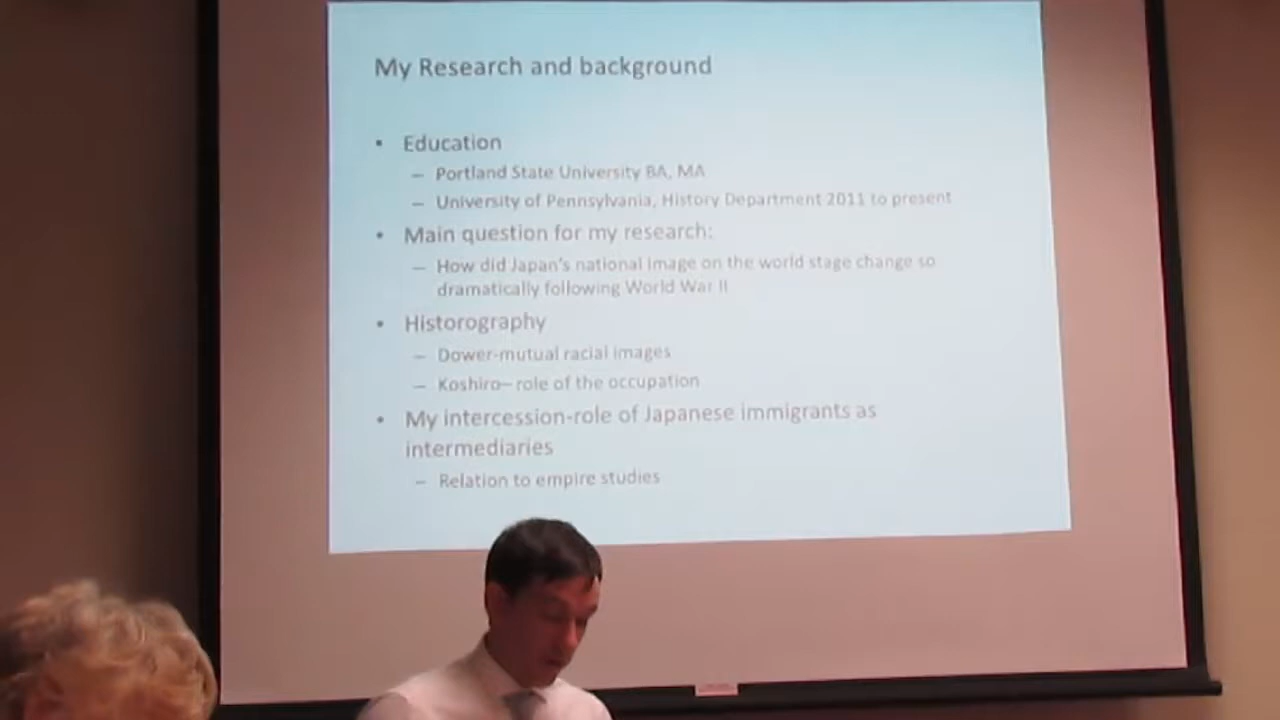 My Research and background
• Education
– Portland State University BA, MA
– University of Pennsylvania, History Department 2011 to present
• Main question for my research:
– How did Japan's national image on the world stage change so
dramatically following World War II
• Historography
– Dower-mutual racial images
– Koshiro– role of the occupation
• My intercession-role of Japanese immigrants as
intermediaries
– Relation to empire studies